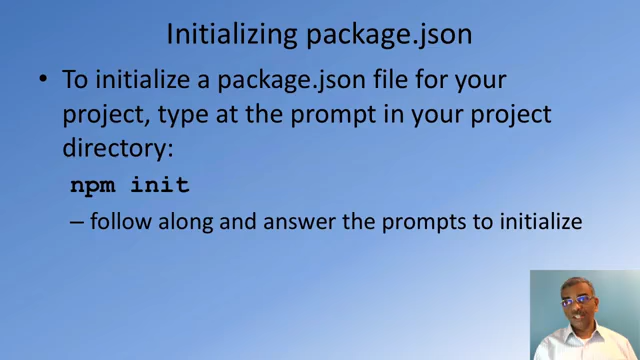 Initializing package.json
• To initialize a package.json file for your
project, type at the prompt in your project
directory:
npm init
– follow along and answer the prompts to initialize